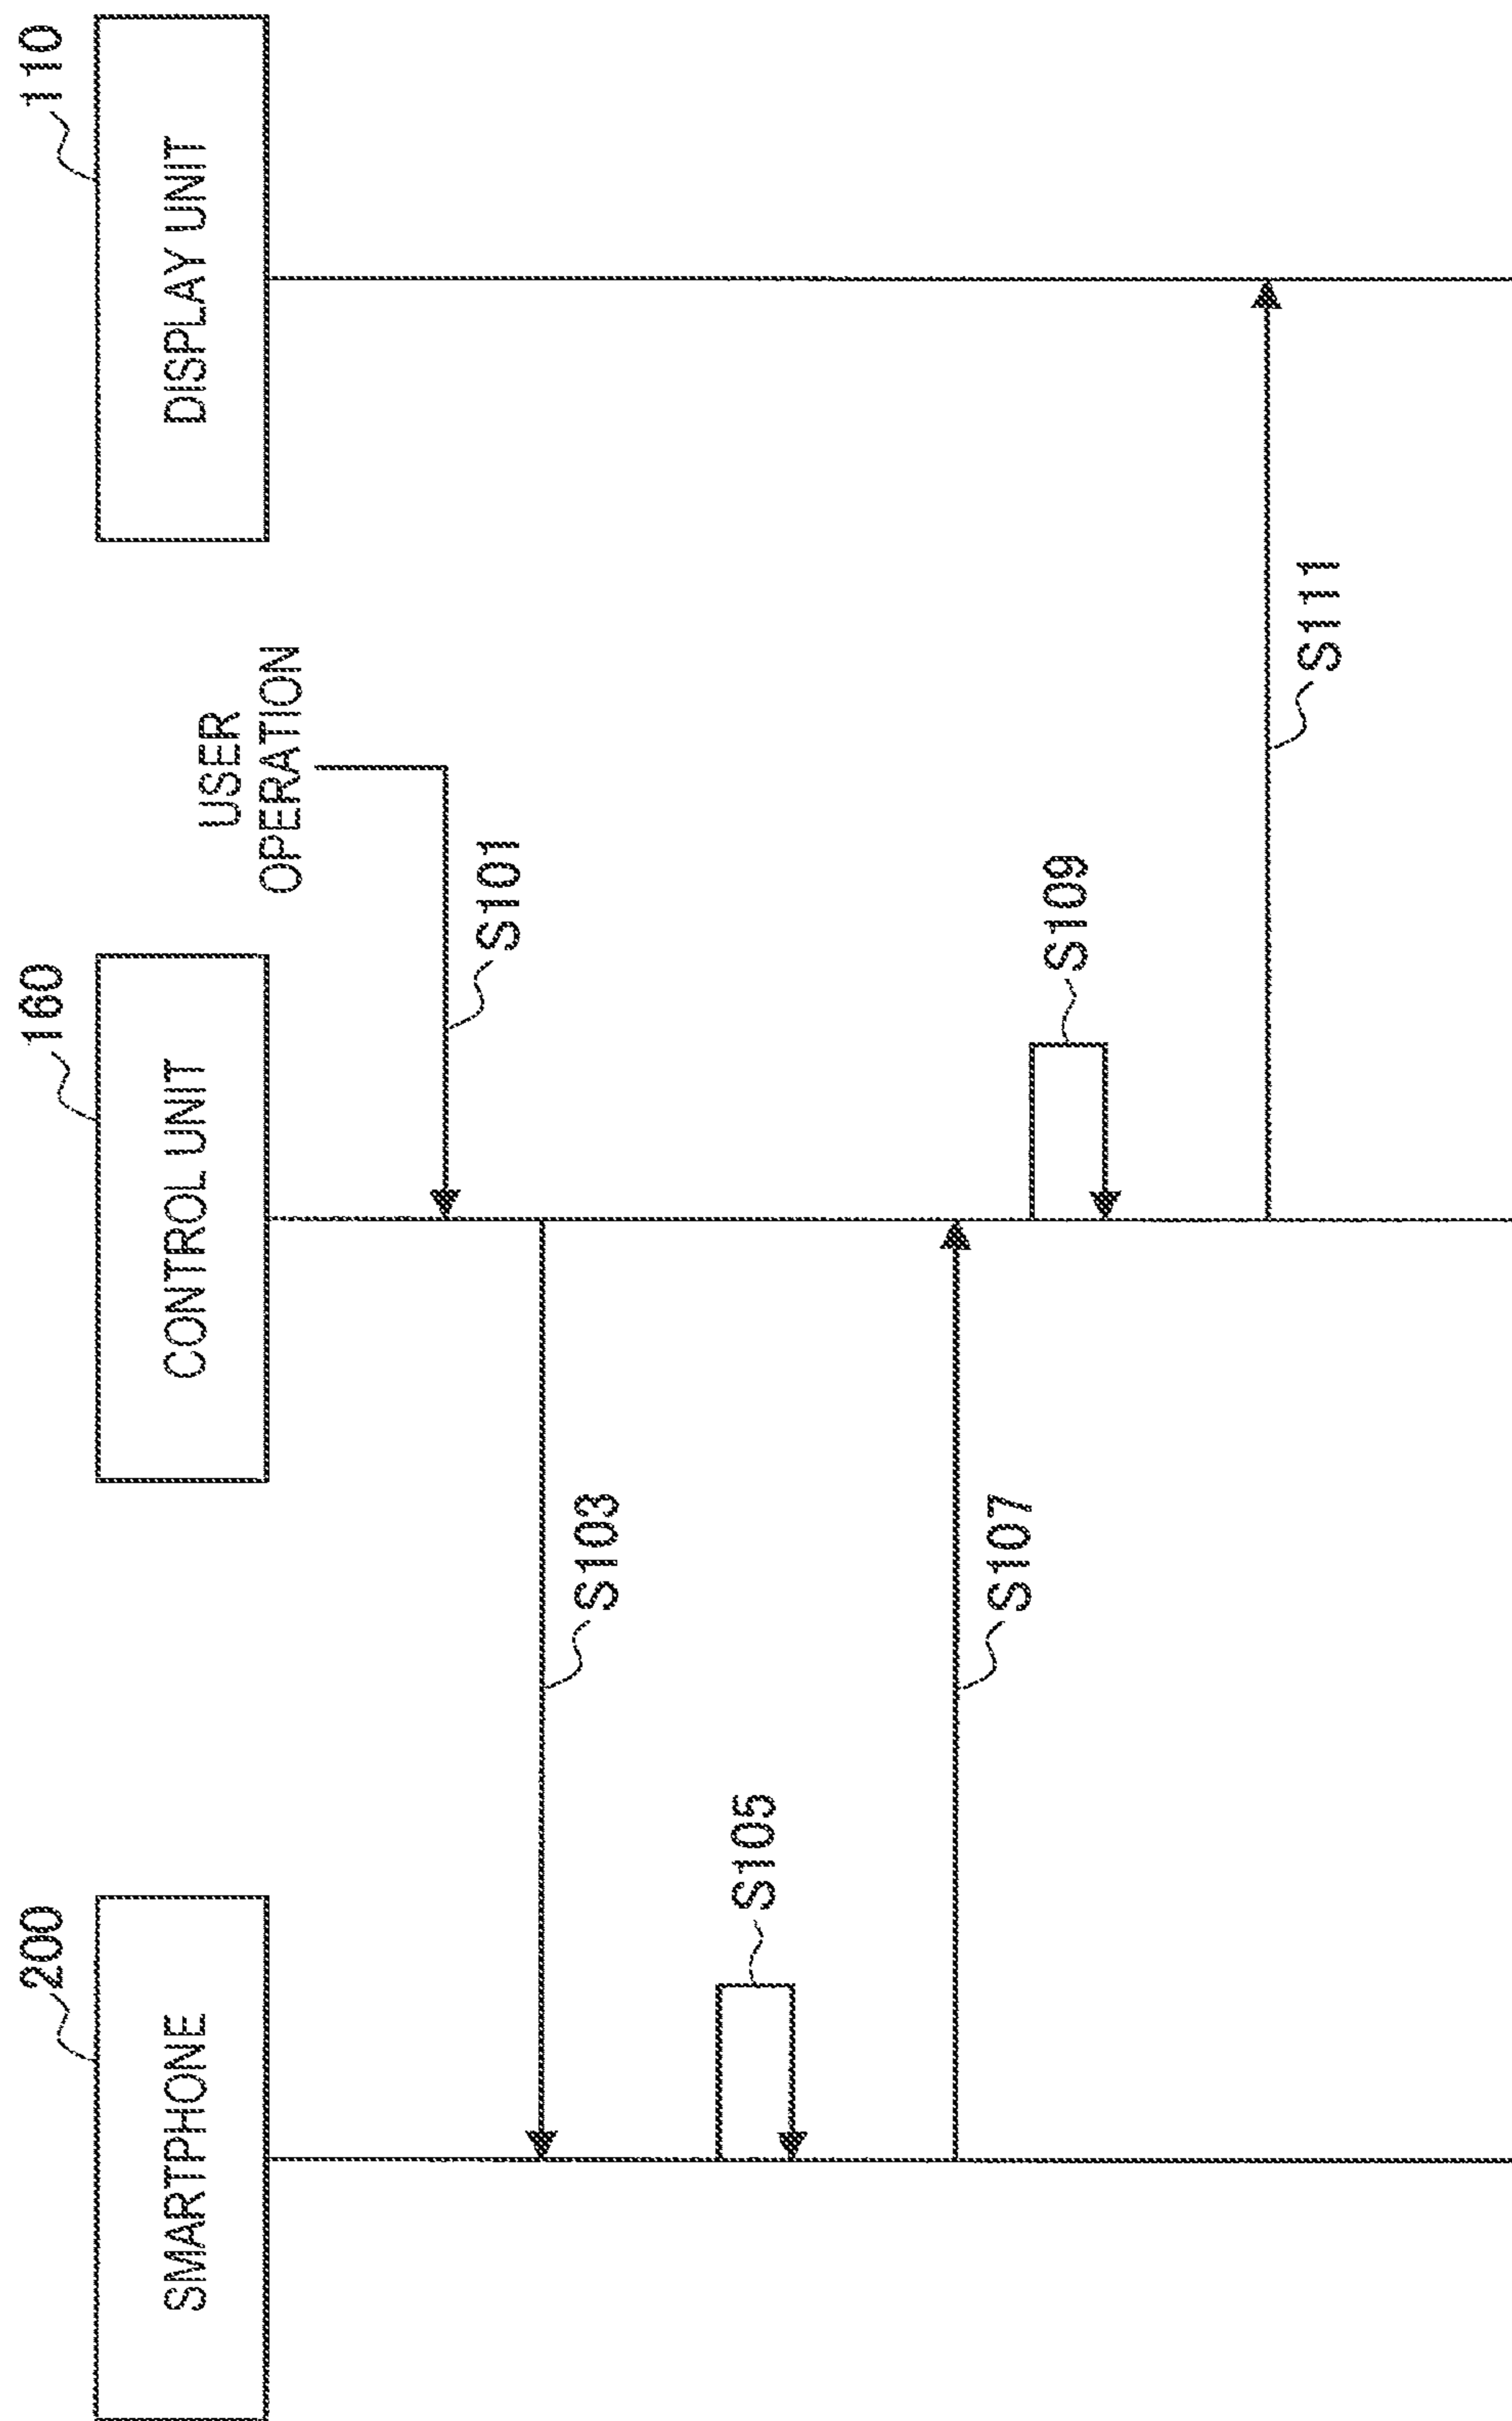 200
SMARTPHONE
160
CONTROL UNIT
110
DISPLAY UNIT
USER
OPERATION
S101
S103
S105
S107
S109
S111